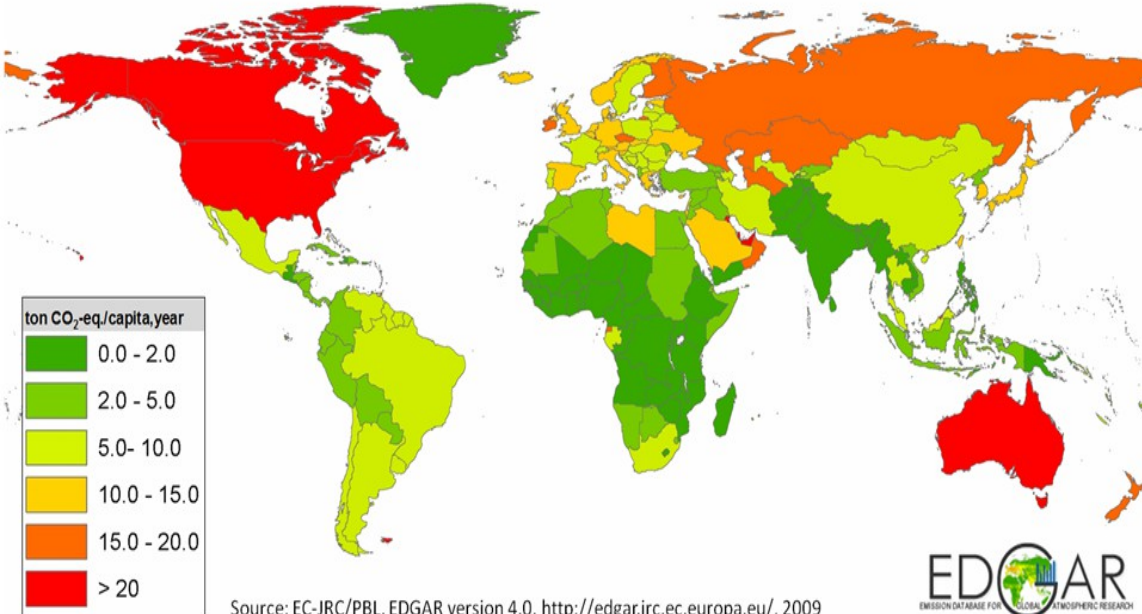 ton CO₂-eq./capita,year
0.0 - 2.0
2.0 - 5.0
5.0- 10.0
10.0 - 15.0
15.0 - 20.0
> 20
Source: EC-JRC/PBL. EDGAR version 4.0. http://edgar.jrc.ec.europa.eu/. 2009
EDGAR
EMISSION DATABASE FOR GLOBAL ATMOSPHERIC RESEARCH